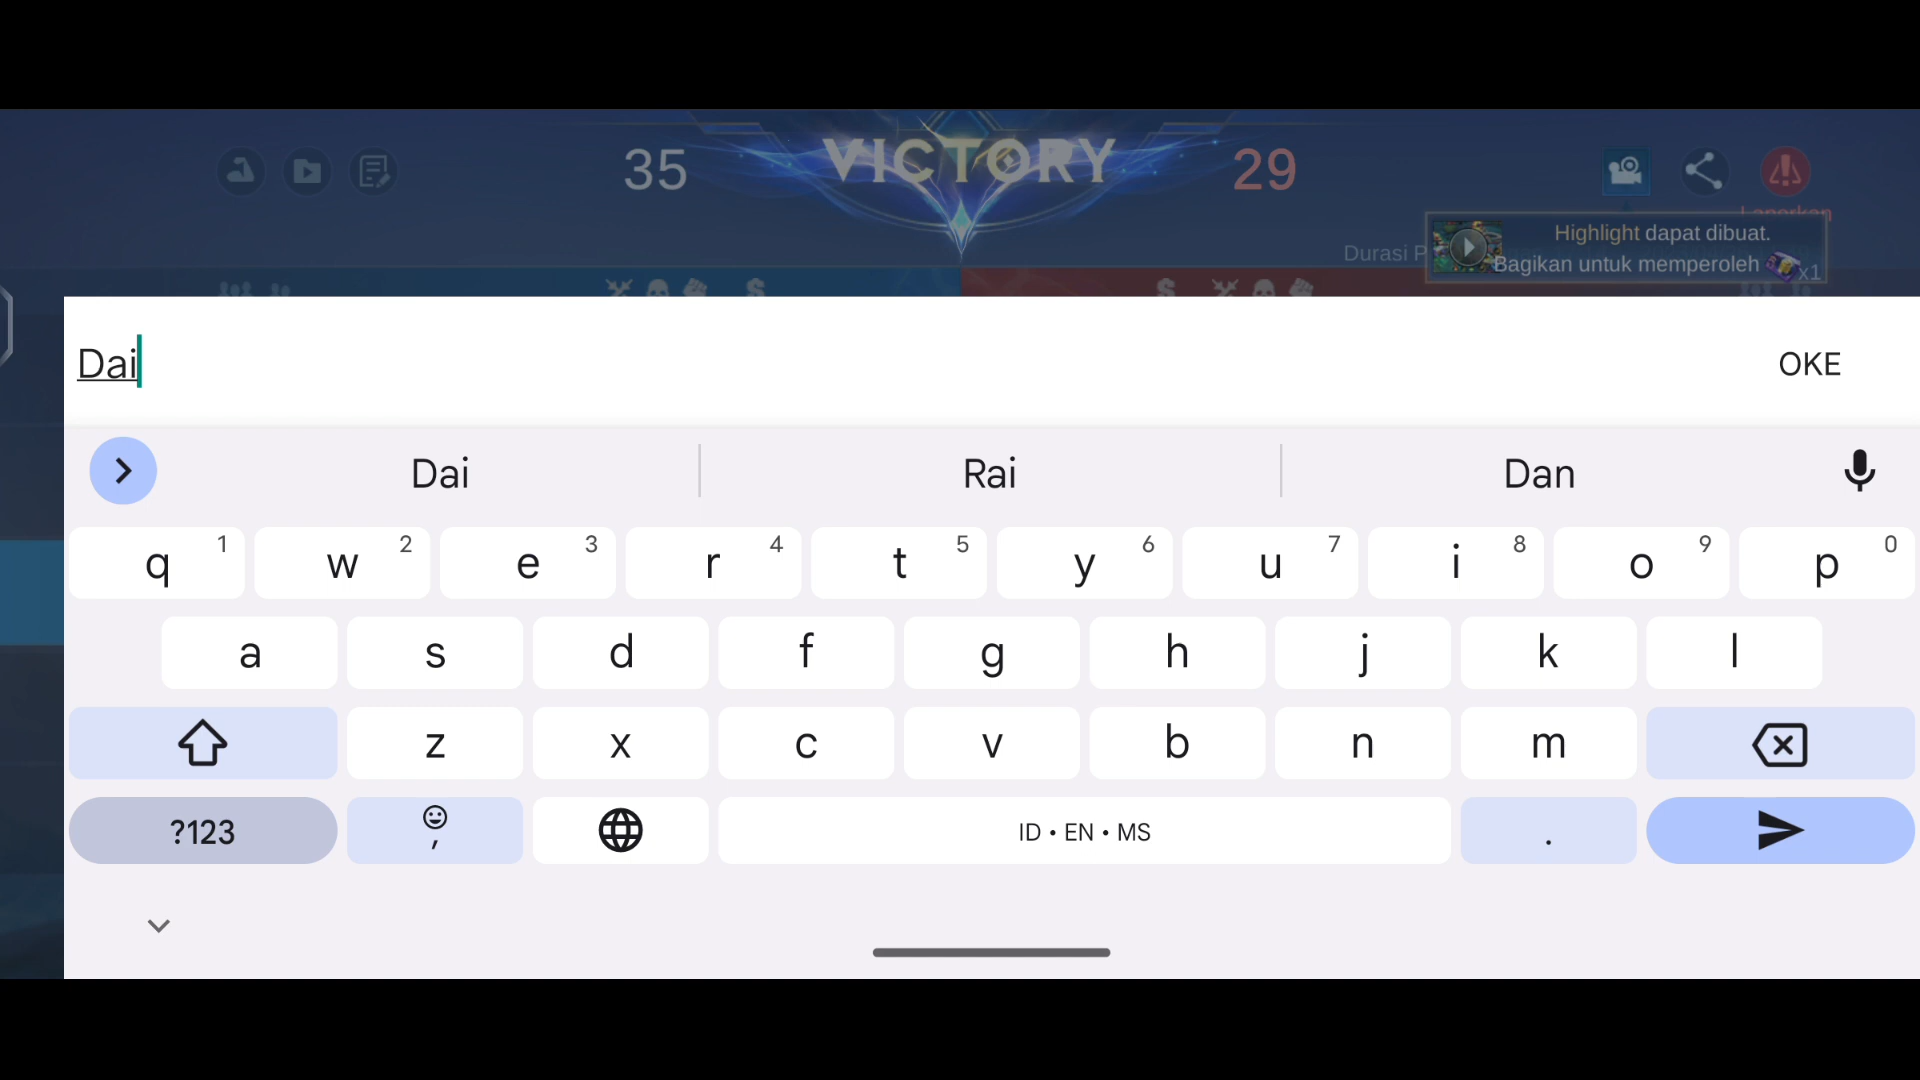 35
VICTORY
29
Laporkan
Durasi P
Highlight dapat dibuat.
Bagikan untuk memperoleh x1
Dai
OKE
Dai
Rai
Dan
q 1 w 2 e 3 r 4 t 5 y 6 u 7 i 8 o 9 p 0
a s d f g h j k l
z x c v b n m
?123 , ID • EN • MS .